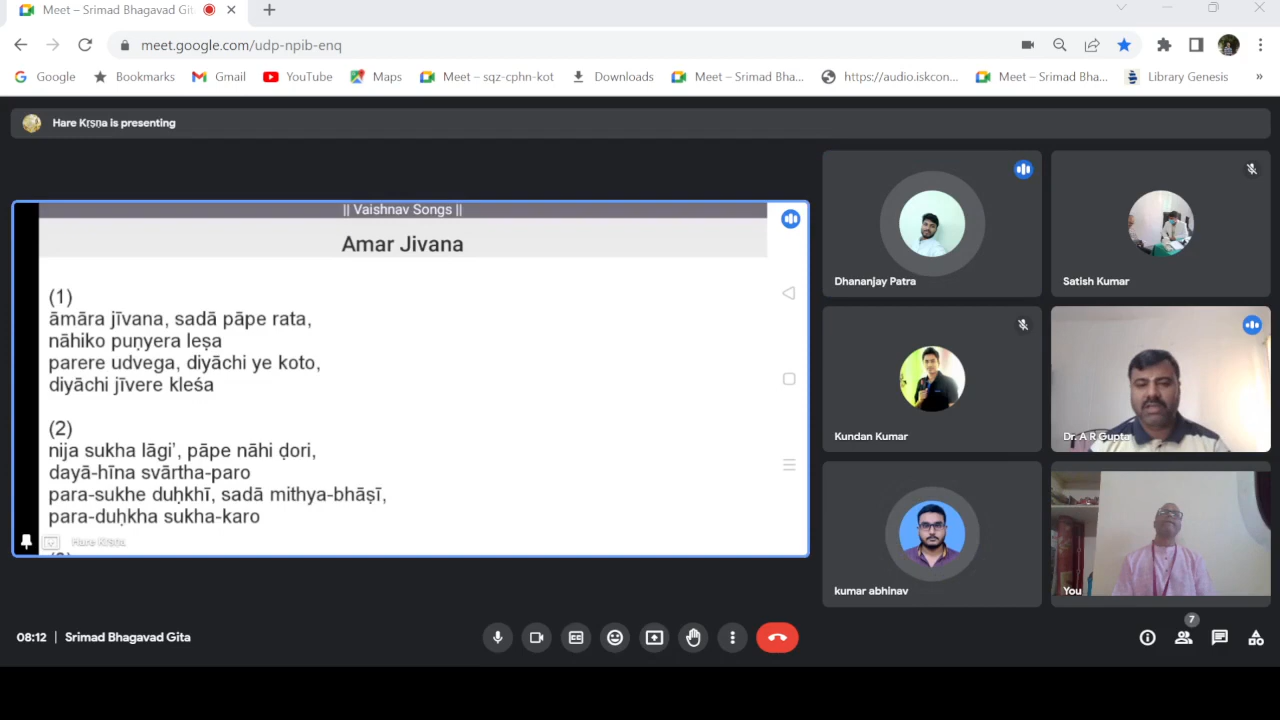 Meet – Srimad Bhagavad Git
meet.google.com/udp-npib-enq
Google
Bookmarks
Gmail
YouTube
Maps
Meet – sqz-cphn-kot
Downloads
Meet – Srimad Bha...
https://audio.iskcon...
Meet – Srimad Bha...
Library Genesis
»
Hare Kṛṣṇa is presenting
|| Vaishnav Songs ||
Amar Jivana
(1)
āmāra jīvana, sadā pāpe rata,
nāhiko puṇyera leṣa
parere udvega, diyāchi ye koto,
diyāchi jīvere kleśa
(2)
nija sukha lāgi’, pāpe nāhi ḍori,
dayā-hīna svārtha-paro
para-sukhe duḥkhī, sadā mithya-bhāṣī,
para-duḥkha sukha-karo
Hare Kṛṣṇa
Dhananjay Patra
Satish Kumar
Kundan Kumar
Dr. A R Gupta
kumar abhinav
You
08:12 | Srimad Bhagavad Gita
7